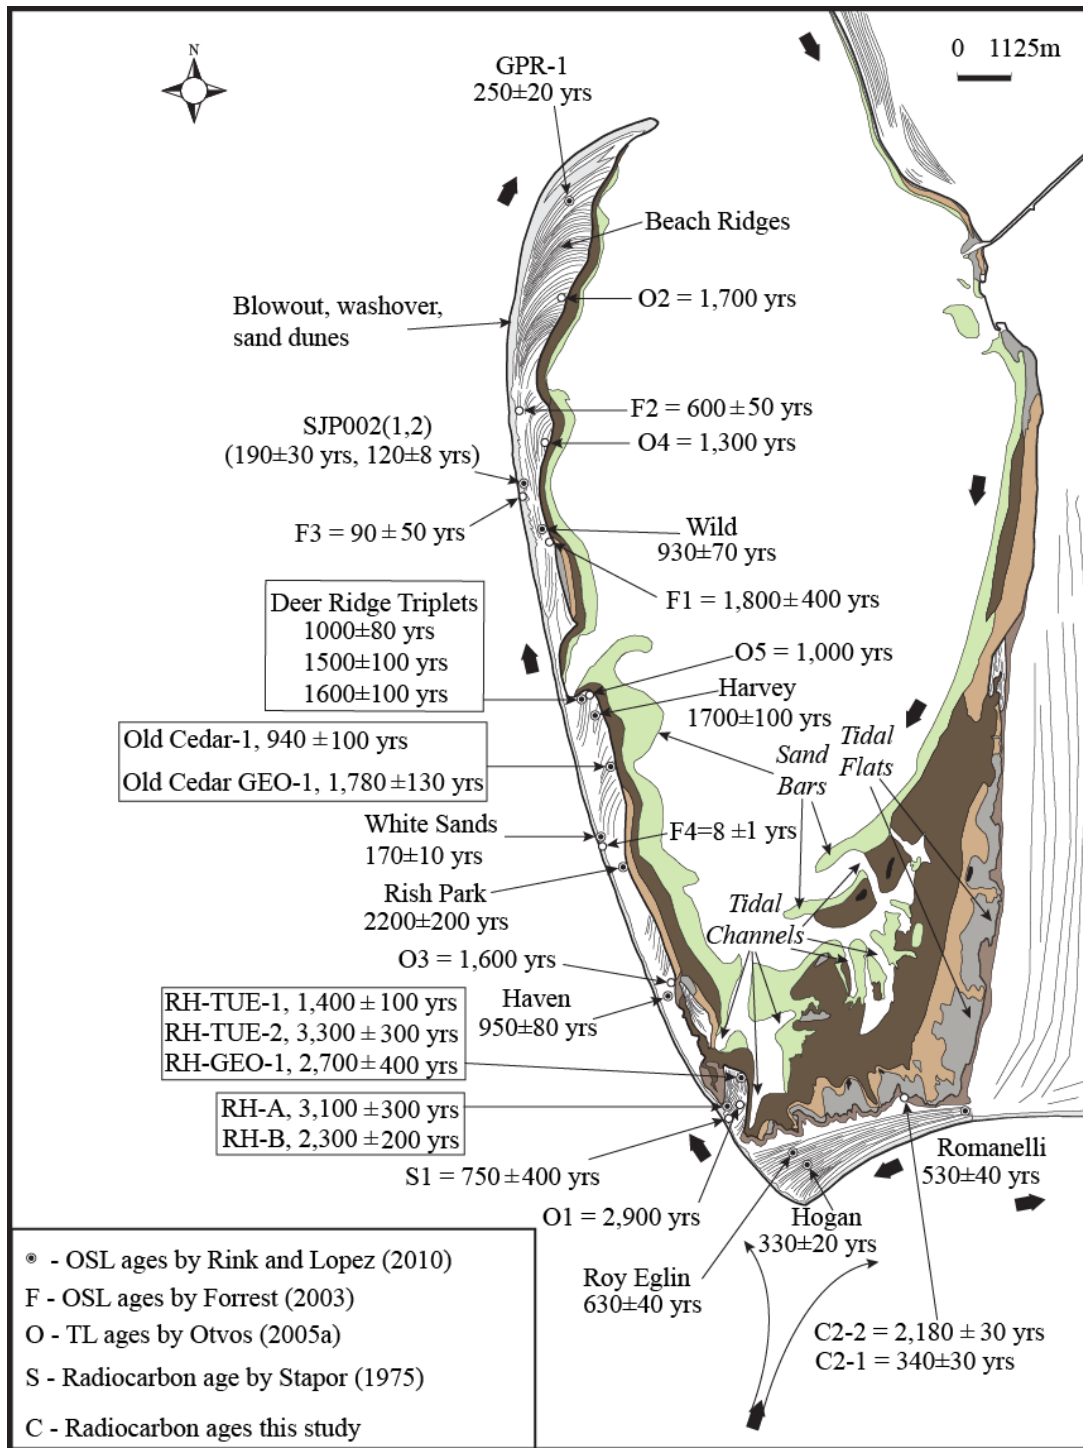 N
0 1125m
GPR-1
250±20 yrs
Beach Ridges
O2 = 1,700 yrs
Blowout, washover,
sand dunes
F2 = 600 ± 50 yrs
SJP002(1,2)
(190±30 yrs, 120±8 yrs)
O4 = 1,300 yrs
F3 = 90 ± 50 yrs
Wild
930±70 yrs
F1 = 1,800 ± 400 yrs
Deer Ridge Triplets
1000±80 yrs
1500±100 yrs
1600±100 yrs
O5 = 1,000 yrs
Harvey
1700±100 yrs
Old Cedar-1, 940 ±100 yrs
Old Cedar GEO-1, 1,780 ±130 yrs
Sand
Bars
Tidal
Flats
White Sands
170±10 yrs
F4=8 ±1 yrs
Rish Park
2200±200 yrs
Tidal
Channels
O3 = 1,600 yrs
Haven
950±80 yrs
RH-TUE-1, 1,400 ± 100 yrs
RH-TUE-2, 3,300 ± 300 yrs
RH-GEO-1, 2,700 ± 400 yrs
RH-A, 3,100 ±300 yrs
RH-B, 2,300 ± 200 yrs
S1 = 750 ± 400 yrs
O1 = 2,900 yrs
Romanelli
530±40 yrs
Hogan
330±20 yrs
Roy Eglin
630±40 yrs
C2-2 = 2,180 ± 30 yrs
C2-1 = 340±30 yrs
- OSL ages by Rink and Lopez (2010)
F - OSL ages by Forrest (2003)
O - TL ages by Otvos (2005a)
S - Radiocarbon age by Stapor (1975)
C - Radiocarbon ages this study